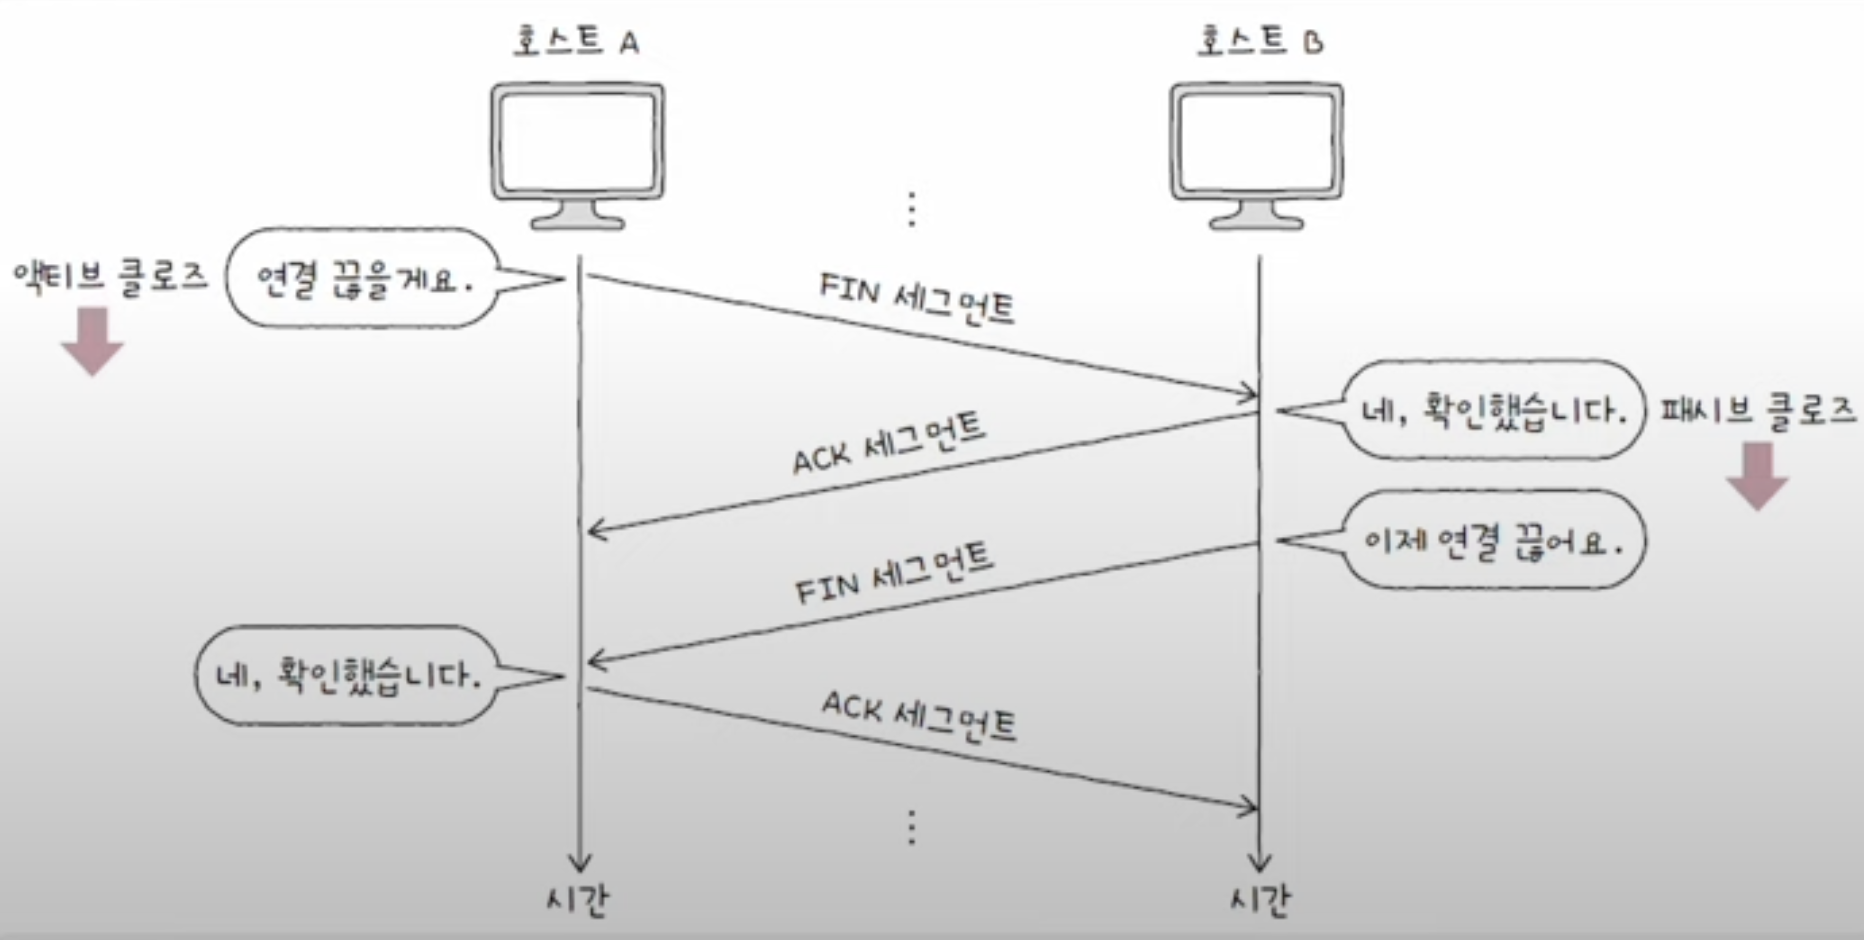 호스트 A
호스트 B
⋮
액티브 클로즈
연결 끊을게요.
FIN 세그먼트
네, 확인했습니다.
패시브 클로즈
ACK 세그먼트
이제 연결 끊어요.
FIN 세그먼트
네, 확인했습니다.
ACK 세그먼트
⋮
시간
시간